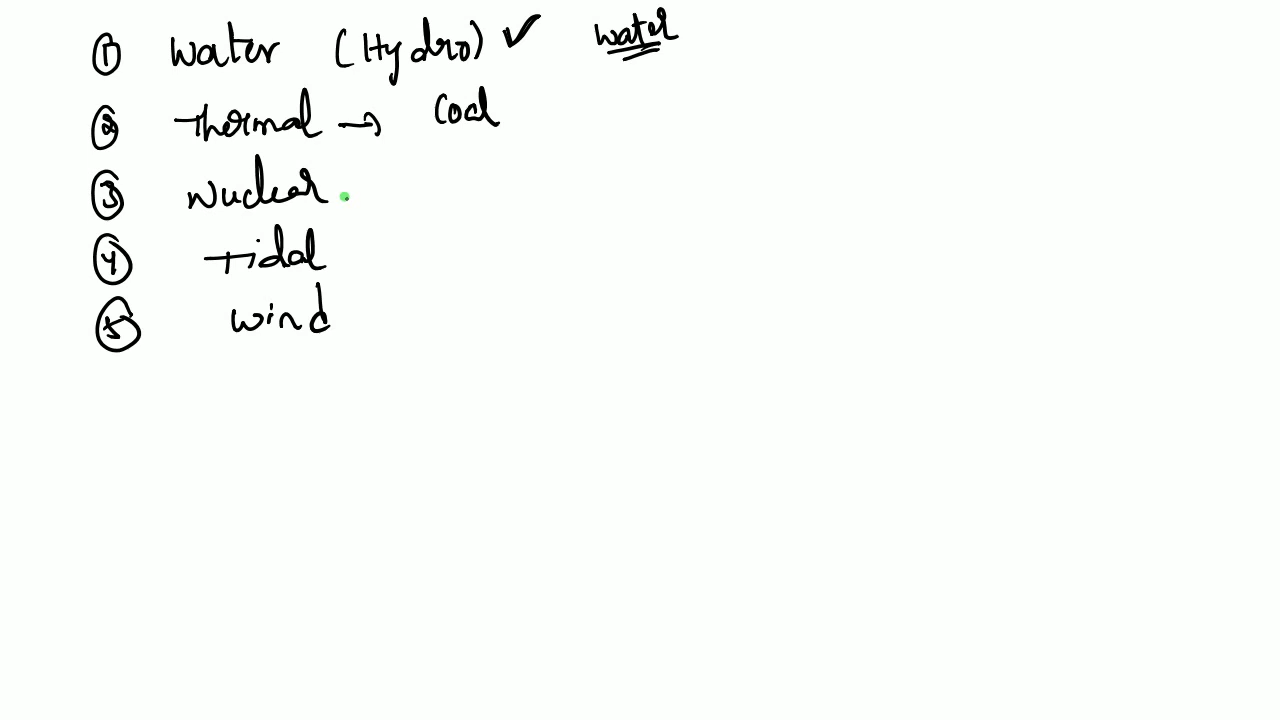 ① Water (Hydro) ✓ water
② Thermal → Coal
③ Nuclear
④ Tidal
⑤ wind